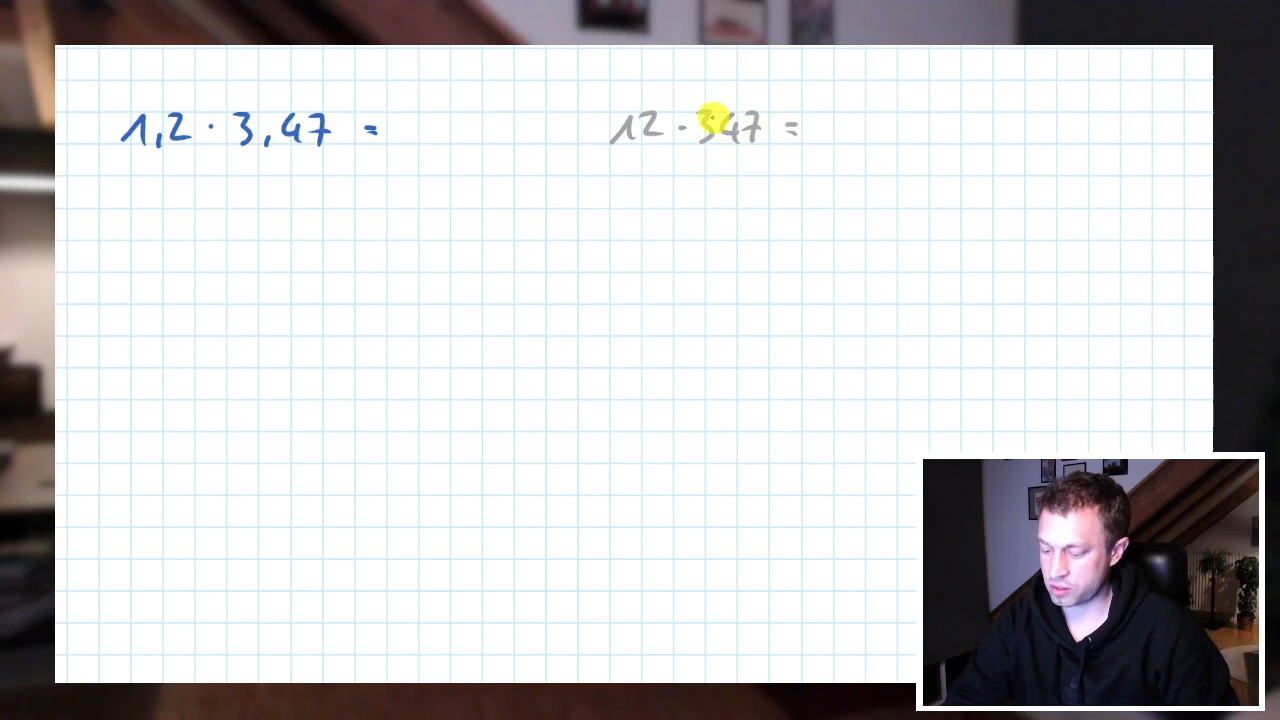 1,2 · 3,47 =
12 · 347 =